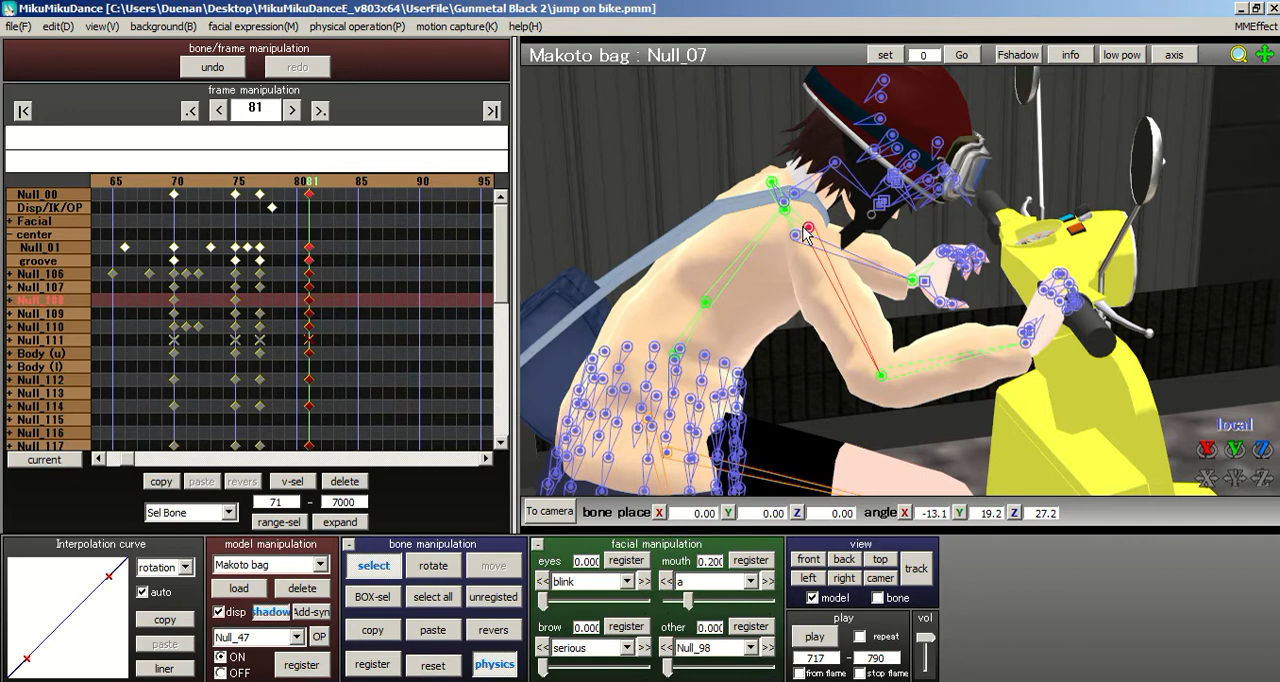 MikuMikuDance [C:\Users\Duenan\Desktop\MikuMikuDanceE_v803x64\UserFile\Gunmetal Black 2\jump on bike.pmm]
file(F) edit(D) view(V) background(B) facial expression(M) physical operation(P) motion capture(K) help(H) MMEffect
bone/frame manipulation
undo redo
frame manipulation
|< .< < 81 > >. >|
65 70 75 80 81 85 90 95
Null_00
Disp/IK/OP
+ Facial
- center
Null_01
groove
+ Null_106
+ Null_107
+ Null_108
+ Null_109
+ Null_110
+ Null_111
+ Body (u)
+ Body (l)
+ Null_112
+ Null_113
+ Null_114
+ Null_115
+ Null_116
+ Null_117
current
copy paste revers v-sel delete
Sel Bone 71 - 7000
range-sel expand
Makoto bag : Null_07 set 0 Go Fshadow info low pow axis
local
X Y Z
X Y Z
To camera bone place X 0.00 Y 0.00 Z 0.00 angle X -13.1 Y 19.2 Z 27.2
Interpolation curve
rotation
auto
copy
paste
liner
model manipulation
Makoto bag
load delete
disp shadow Add-syn
Null_47 OP
ON
OFF
register
- bone manipulation
select rotate move
BOX-sel select all unregisted
copy paste revers
register reset physics
- facial manipulation
eyes 0.000 register mouth 0.200 register
<< blink >> << a >>
brow 0.000 register other 0.000 register
<< serious >> << Null_98 >>
view
front back top
left right camer track
model bone
play
play repeat
717 - 790
from flame stop flame
vol